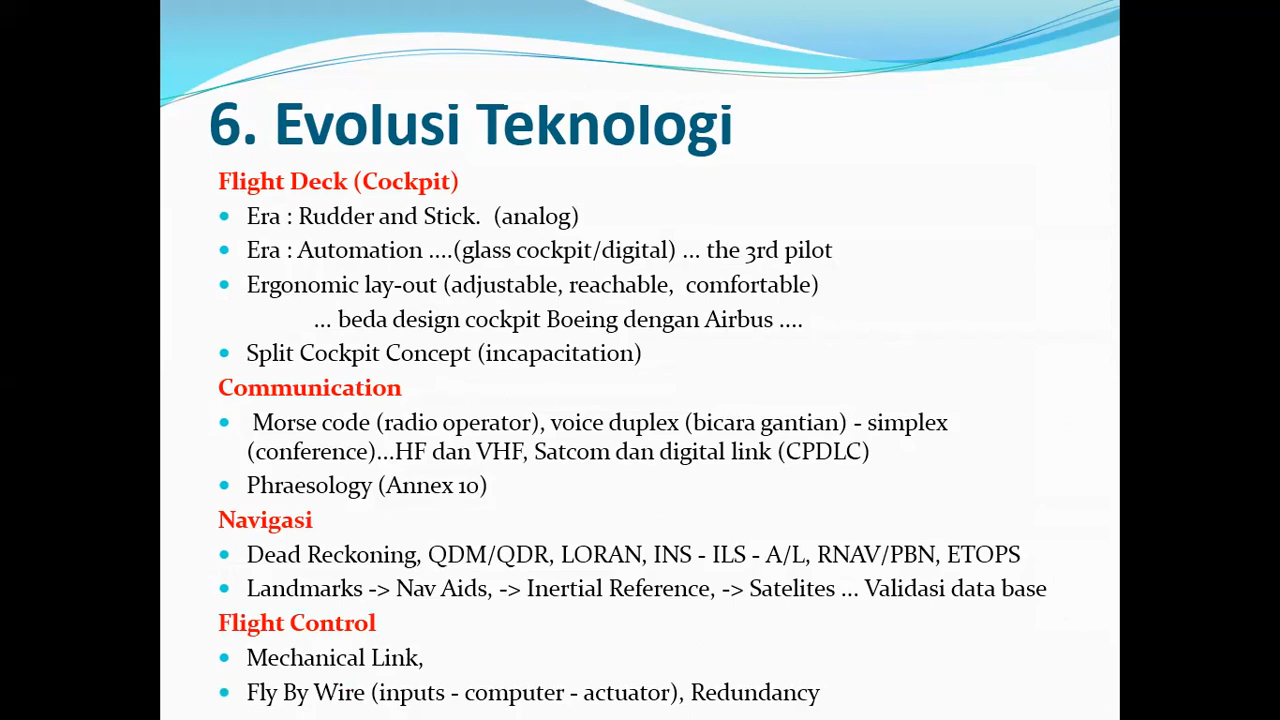 6. Evolusi Teknologi
Flight Deck (Cockpit)
• Era : Rudder and Stick. (analog)
• Era : Automation ....(glass cockpit/digital) ... the 3rd pilot
• Ergonomic lay-out (adjustable, reachable, comfortable)
... beda design cockpit Boeing dengan Airbus ....
• Split Cockpit Concept (incapacitation)
Communication
• Morse code (radio operator), voice duplex (bicara gantian) - simplex
(conference)...HF dan VHF, Satcom dan digital link (CPDLC)
• Phraesology (Annex 10)
Navigasi
• Dead Reckoning, QDM/QDR, LORAN, INS - ILS - A/L, RNAV/PBN, ETOPS
• Landmarks -> Nav Aids, -> Inertial Reference, -> Satelites ... Validasi data base
Flight Control
• Mechanical Link,
• Fly By Wire (inputs - computer - actuator), Redundancy